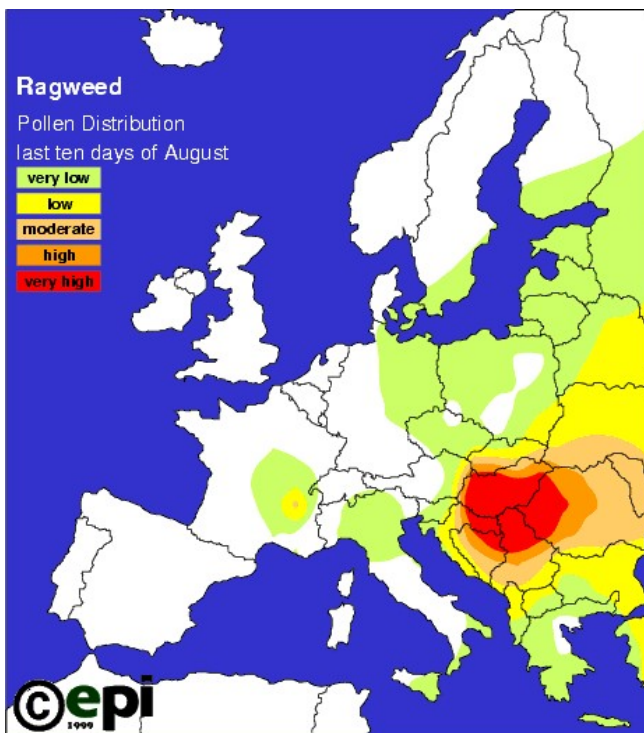 Ragweed
Pollen Distribution
last ten days of August
very low
low
moderate
high
very high
©epi
1999